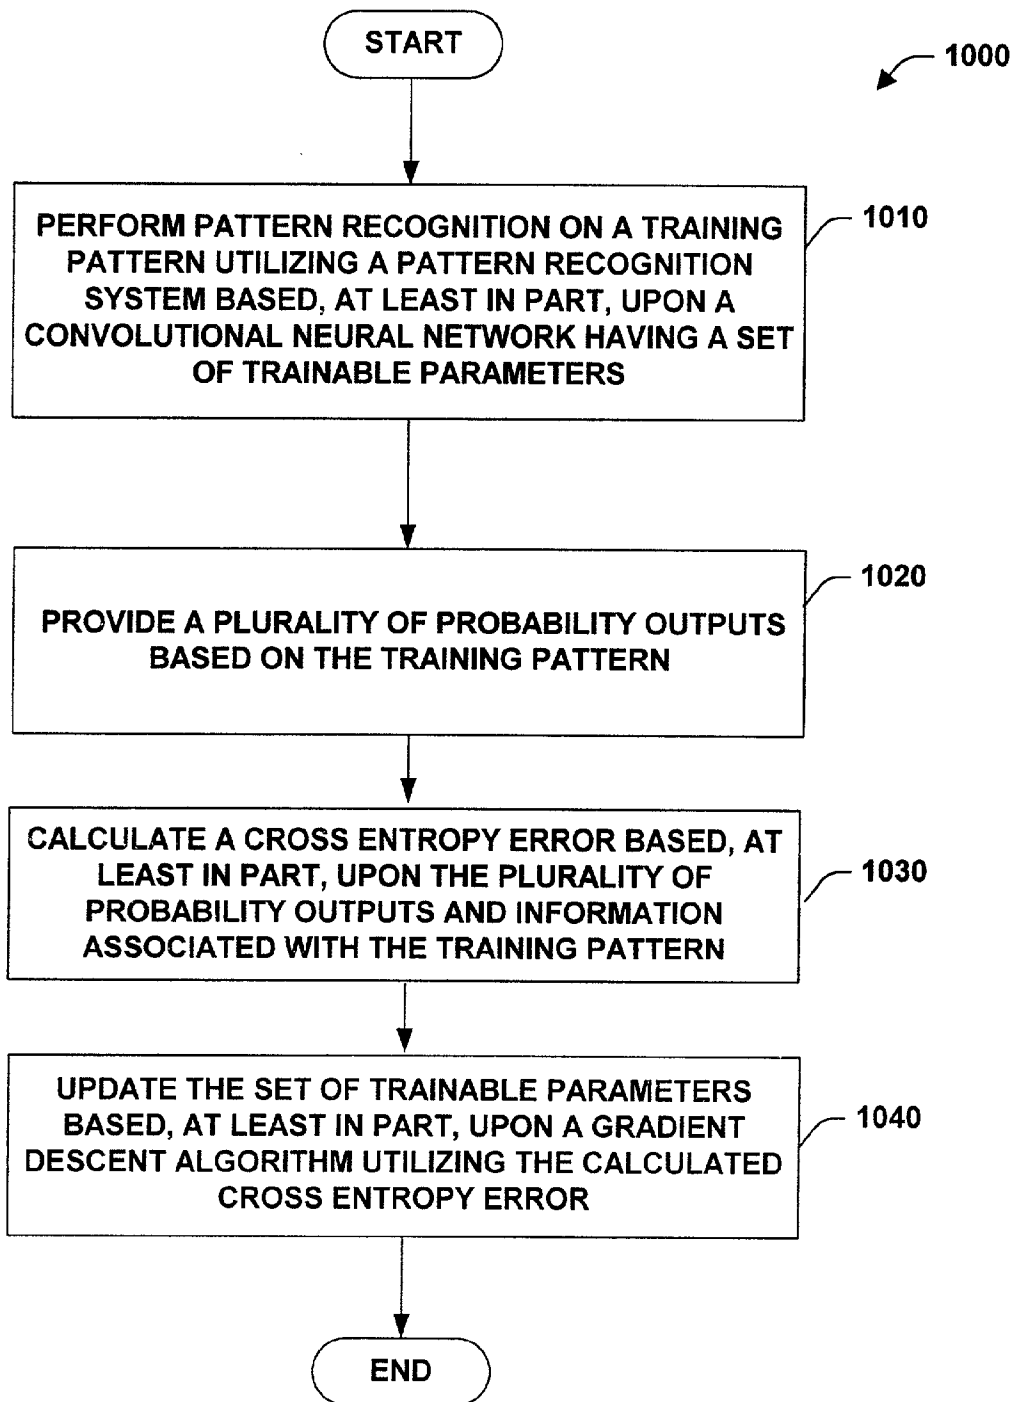 START
1000
PERFORM PATTERN RECOGNITION ON A TRAINING
PATTERN UTILIZING A PATTERN RECOGNITION
SYSTEM BASED, AT LEAST IN PART, UPON A
CONVOLUTIONAL NEURAL NETWORK HAVING A SET
OF TRAINABLE PARAMETERS
1010
PROVIDE A PLURALITY OF PROBABILITY OUTPUTS
BASED ON THE TRAINING PATTERN
1020
CALCULATE A CROSS ENTROPY ERROR BASED, AT
LEAST IN PART, UPON THE PLURALITY OF
PROBABILITY OUTPUTS AND INFORMATION
ASSOCIATED WITH THE TRAINING PATTERN
1030
UPDATE THE SET OF TRAINABLE PARAMETERS
BASED, AT LEAST IN PART, UPON A GRADIENT
DESCENT ALGORITHM UTILIZING THE CALCULATED
CROSS ENTROPY ERROR
1040
END